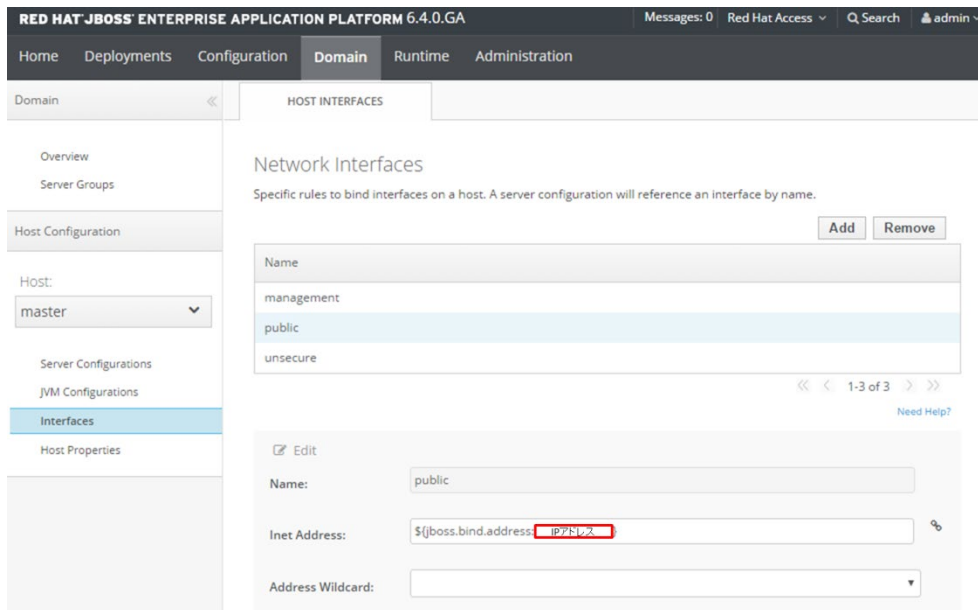 RED HAT JBOSS ENTERPRISE APPLICATION PLATFORM 6.4.0.GA
Messages: 0 Red Hat Access Search admin
Home Deployments Configuration Domain Runtime Administration
Domain
Overview
Server Groups
Host Configuration
Host:
master
Server Configurations
JVM Configurations
Interfaces
Host Properties
HOST INTERFACES
Network Interfaces
Specific rules to bind interfaces on a host. A server configuration will reference an interface by name.
Add Remove
Name
management
public
unsecure
1-3 of 3
Need Help?
Edit
Name: public
Inet Address: ${jboss.bind.address:IPアドレス}
Address Wildcard: